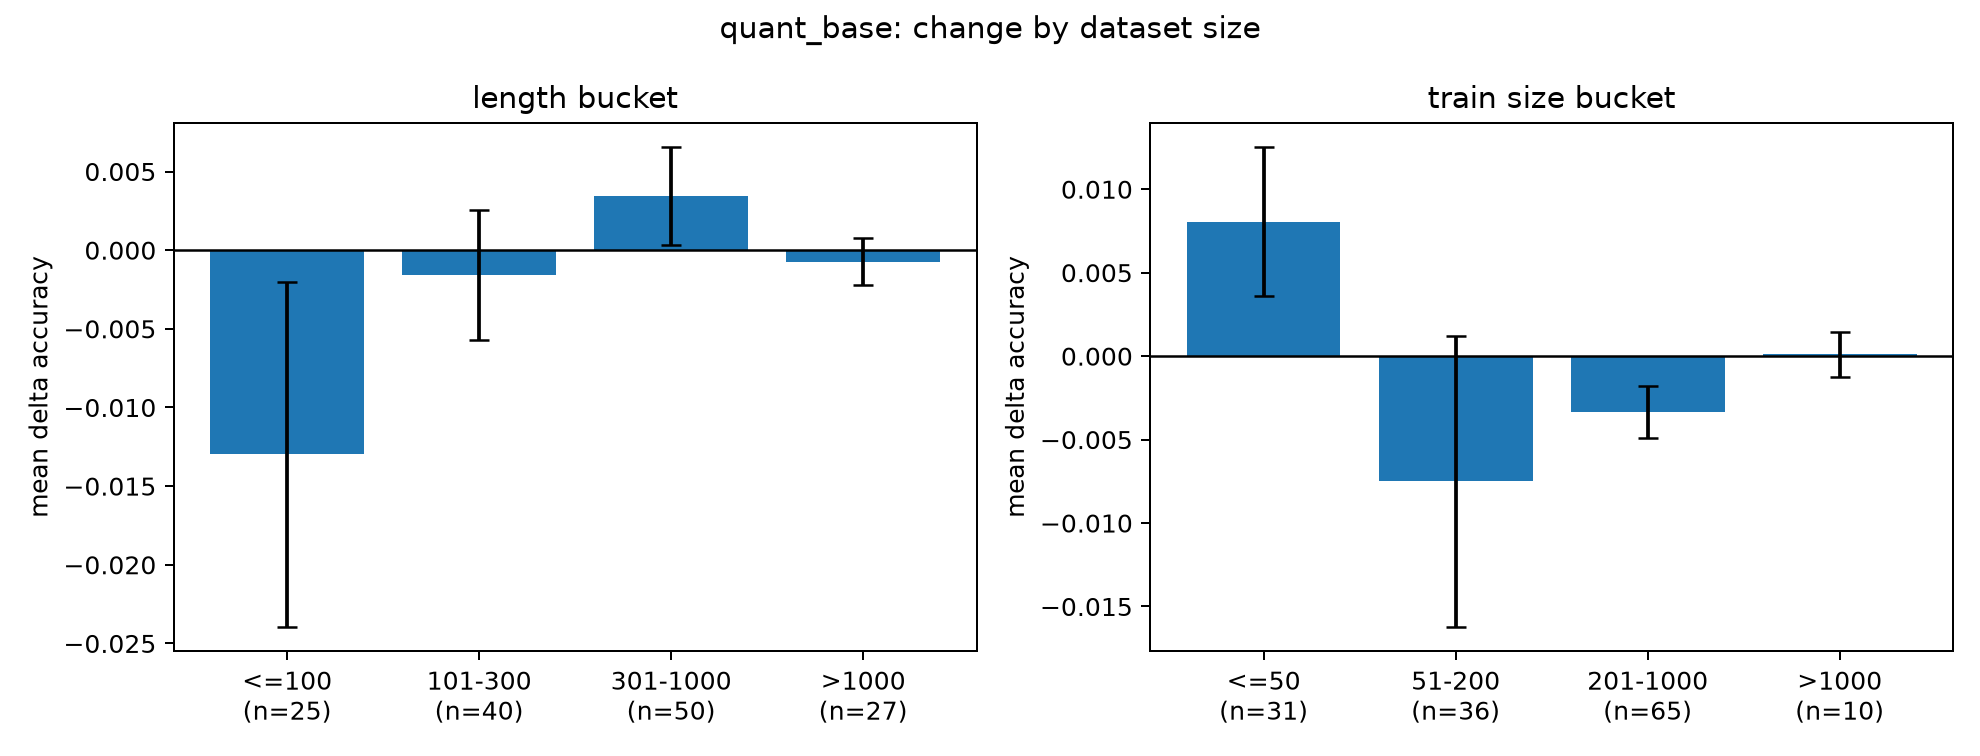 quant_base: change by dataset size
length bucket
mean delta accuracy
0.005
0.000
−0.005
−0.010
−0.015
−0.020
−0.025
<=100 101-300 301-1000 >1000
(n=25) (n=40) (n=50) (n=27)
train size bucket
mean delta accuracy
0.010
0.005
0.000
−0.005
−0.010
−0.015
<=50 51-200 201-1000 >1000
(n=31) (n=36) (n=65) (n=10)